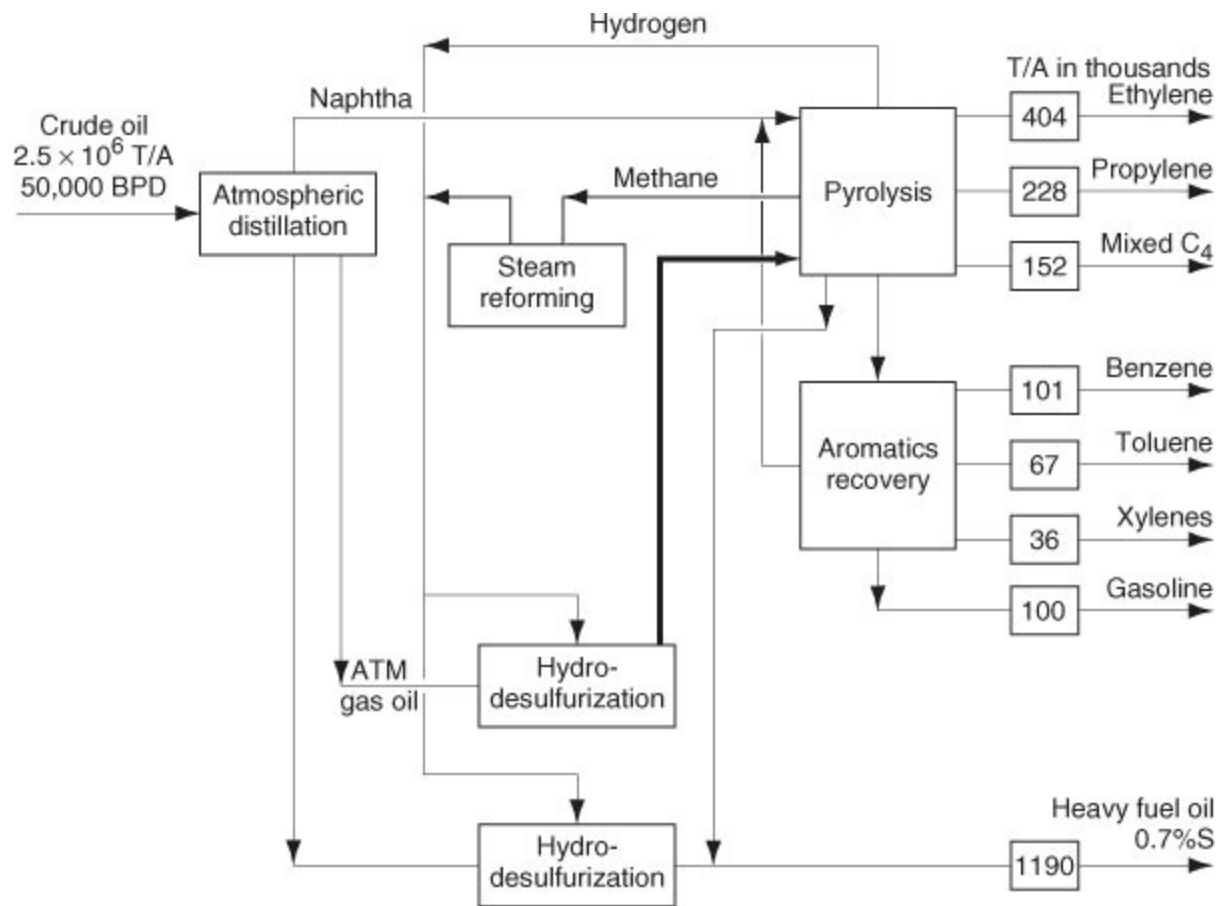 Hydrogen
T/A in thousands
Ethylene
404
Naphtha
Crude oil
2.5 × 10⁶ T/A
50,000 BPD
Atmospheric
distillation
Methane
Pyrolysis
Propylene
228
Mixed C₄
152
Steam
reforming
Benzene
101
Aromatics
recovery
Toluene
67
Xylenes
36
Gasoline
100
ATM
gas oil
Hydro-
desulfurization
Heavy fuel oil
0.7%S
Hydro-
desulfurization
1190